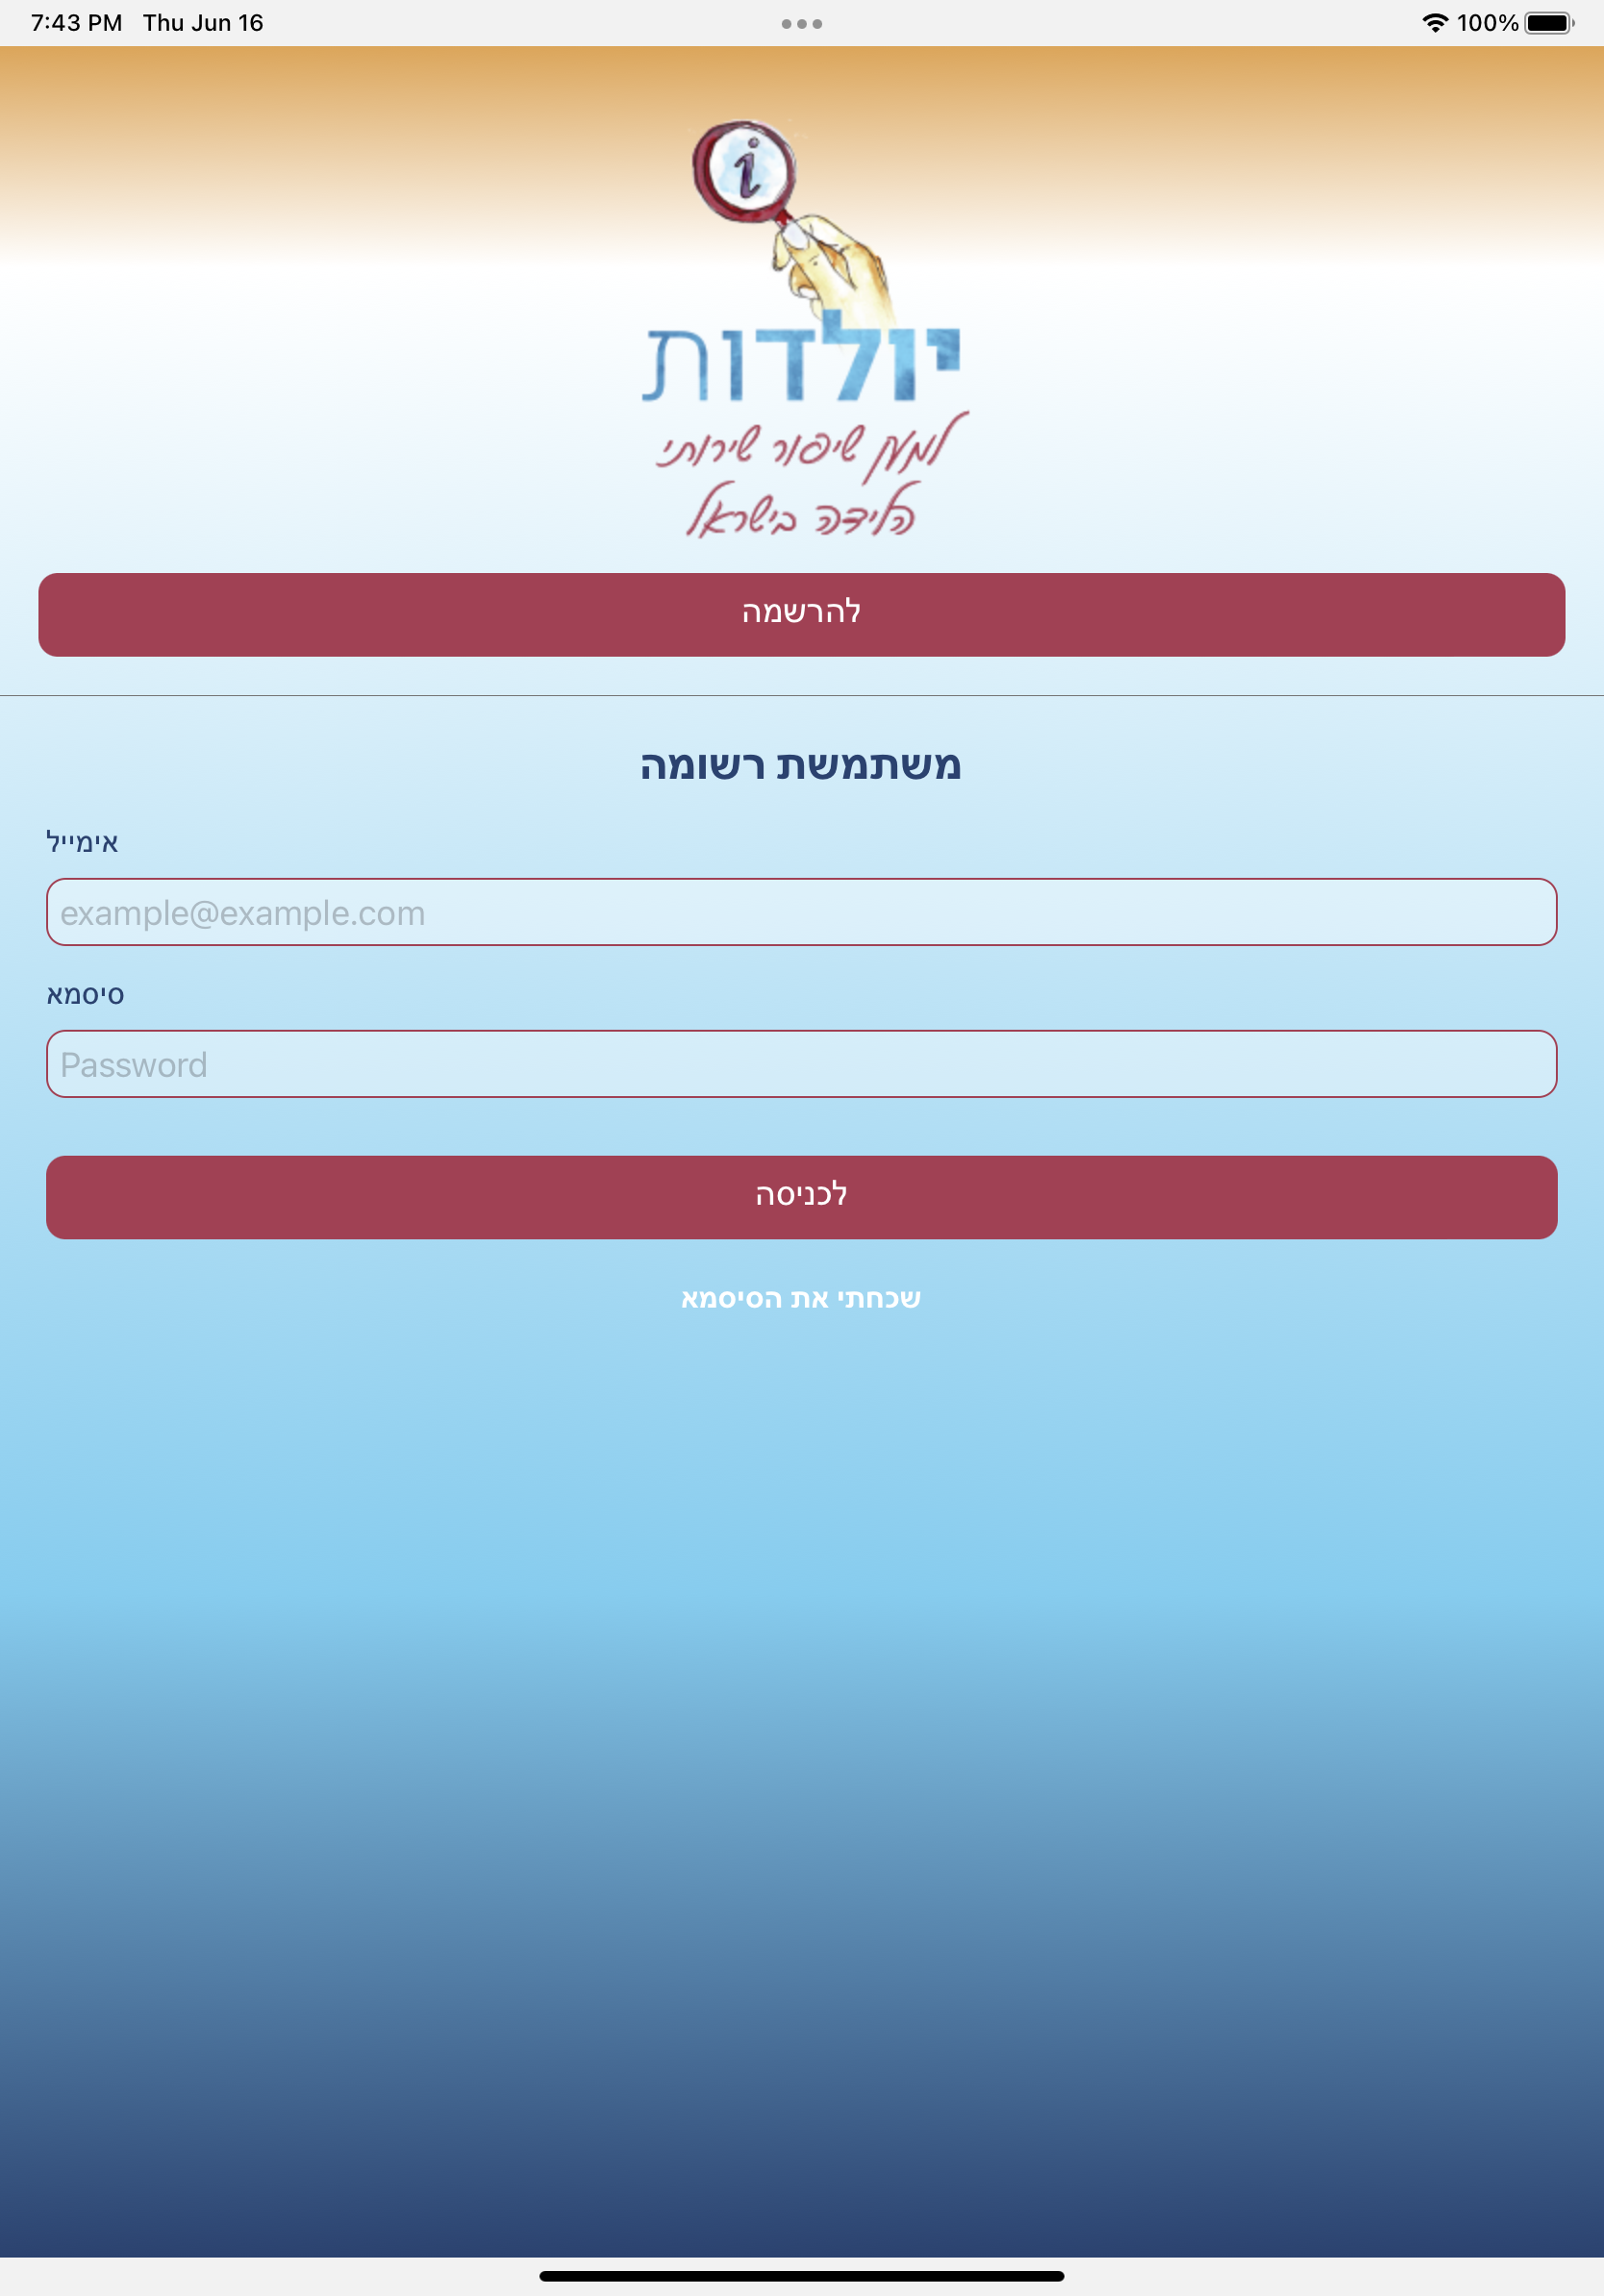 7:43 PM Thu Jun 16
100%
i
יולדות
למען שיפור שירותי
הלידה בישראל
להרשמה
משתמשת רשומה
אימייל
example@example.com
סיסמא
Password
לכניסה
שכחתי את הסיסמא